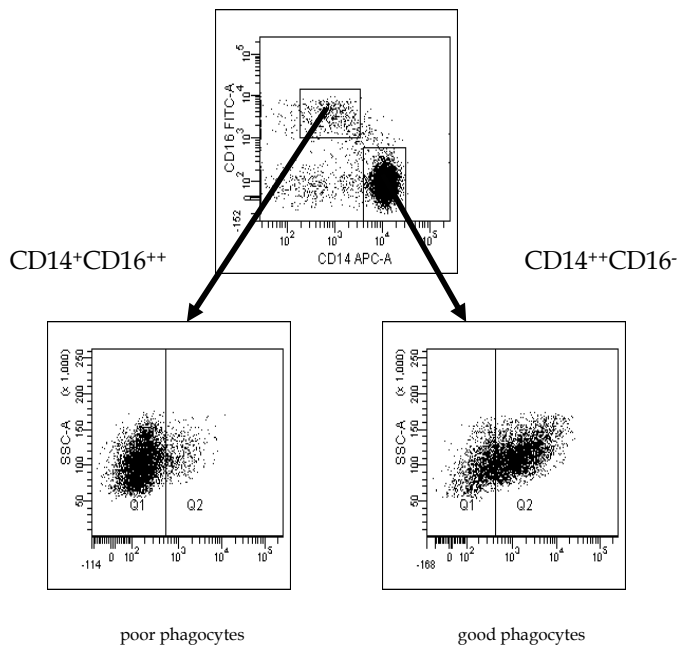 CD16 FITC-A
10^5
10^4
10^3
10^2
-152
10^2 10^3 10^4 10^5
CD14 APC-A
CD14+CD16++
CD14++CD16-
SSC-A (x 1,000)
250
200
150
100
50
Q1 Q2
-114 0 10^2 10^3 10^4 10^5
SSC-A (x 1,000)
250
200
150
100
50
Q1 Q2
-168 0 10^2 10^3 10^4 10^5
poor phagocytes
good phagocytes